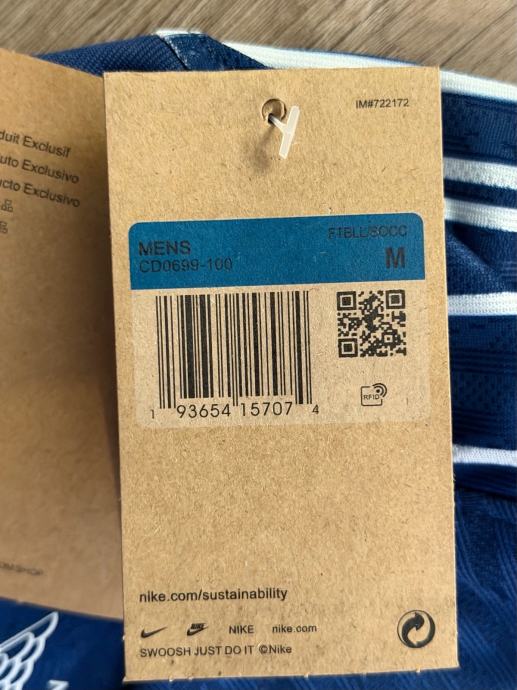 duit Exclusif
uto Exclusivo
ucto Exclusivo
IM#722172
MENS
FTBLL/SOCC
CD0699-100
M
1 93654 15707 4
RFID
nike.com/sustainability
NIKE
nike.com
SWOOSH JUST DO IT ©Nike